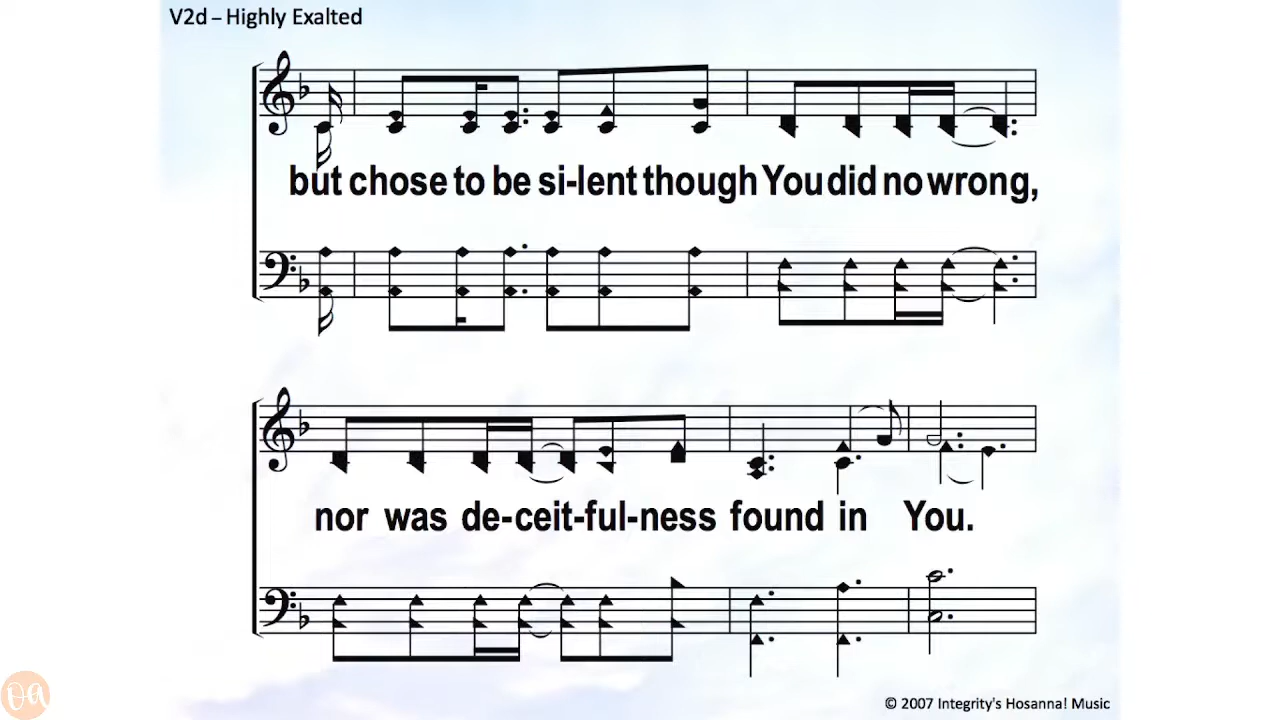 V2d – Highly Exalted
but chose to be si-lent though You did no wrong,
nor was de-ceit-ful-ness found in You.
© 2007 Integrity's Hosanna! Music
oa